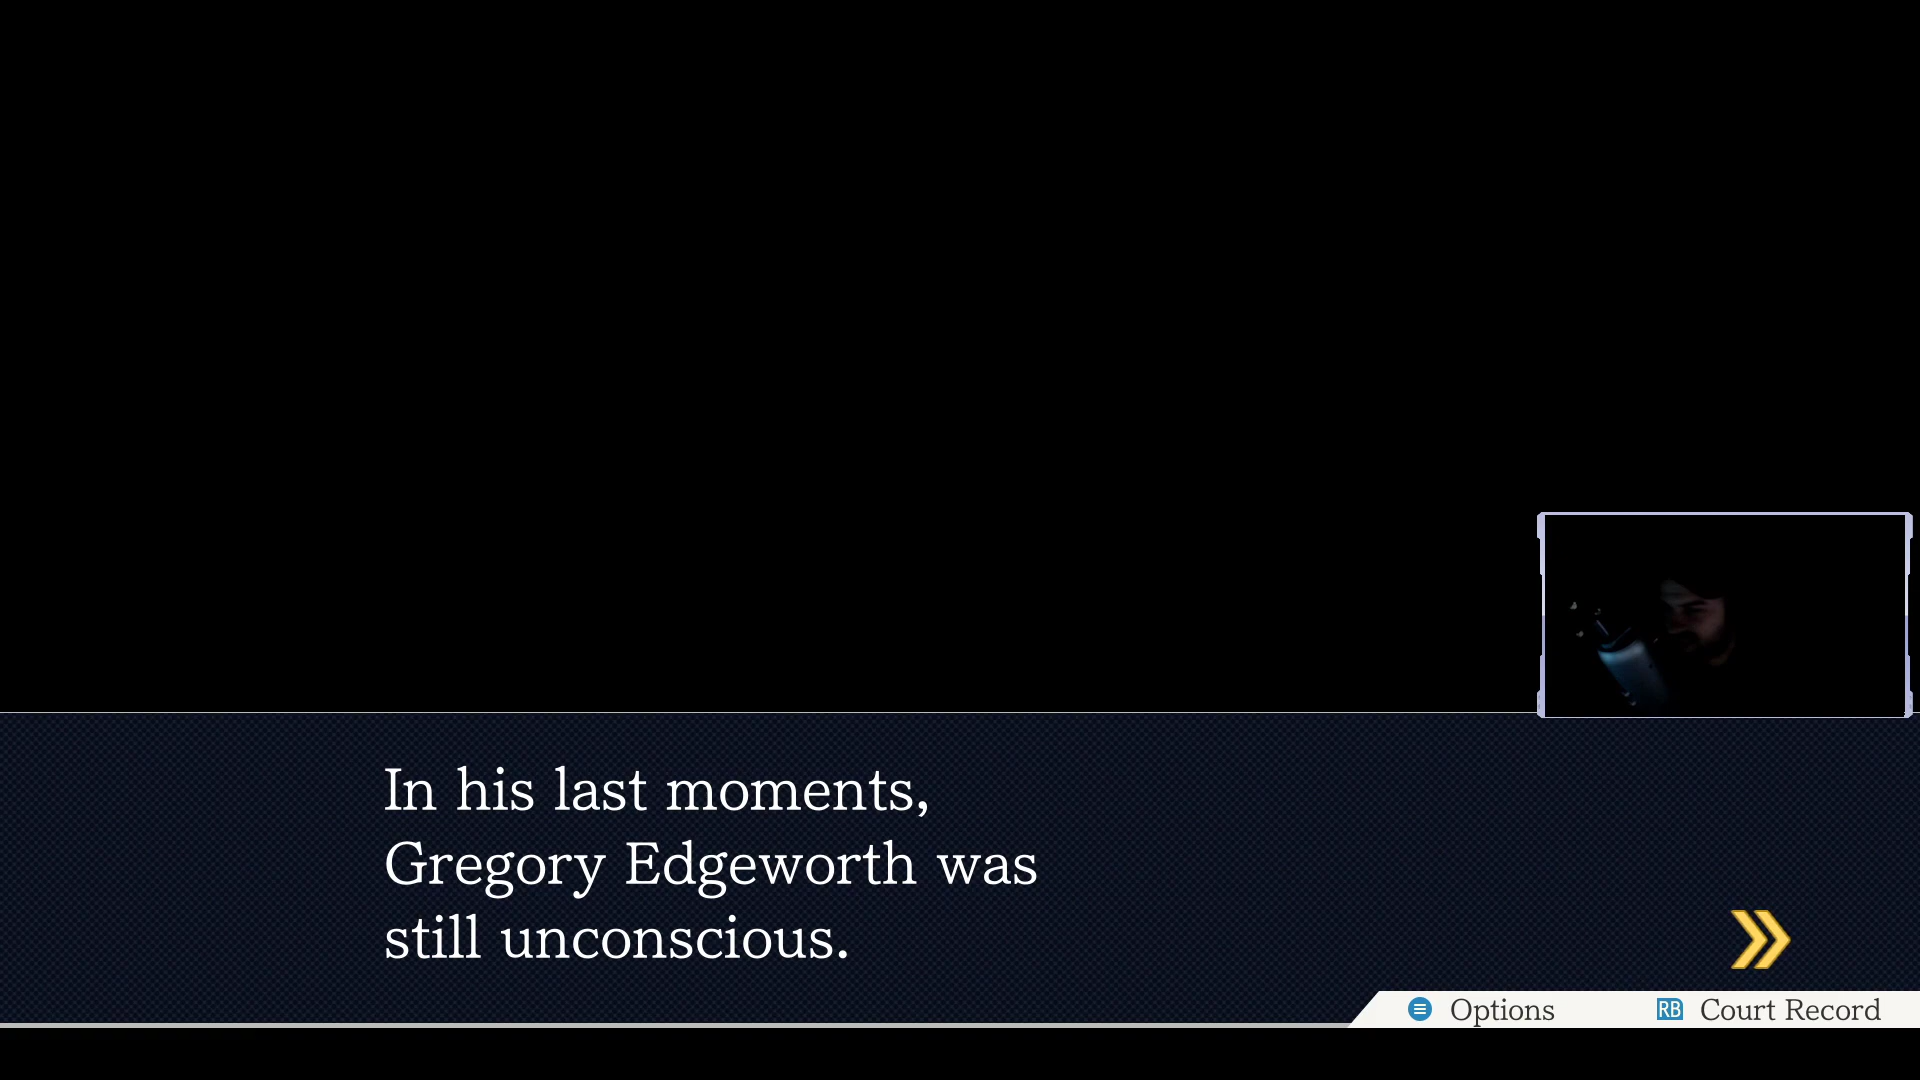 In his last moments,
Gregory Edgeworth was
still unconscious.
Options
RB Court Record